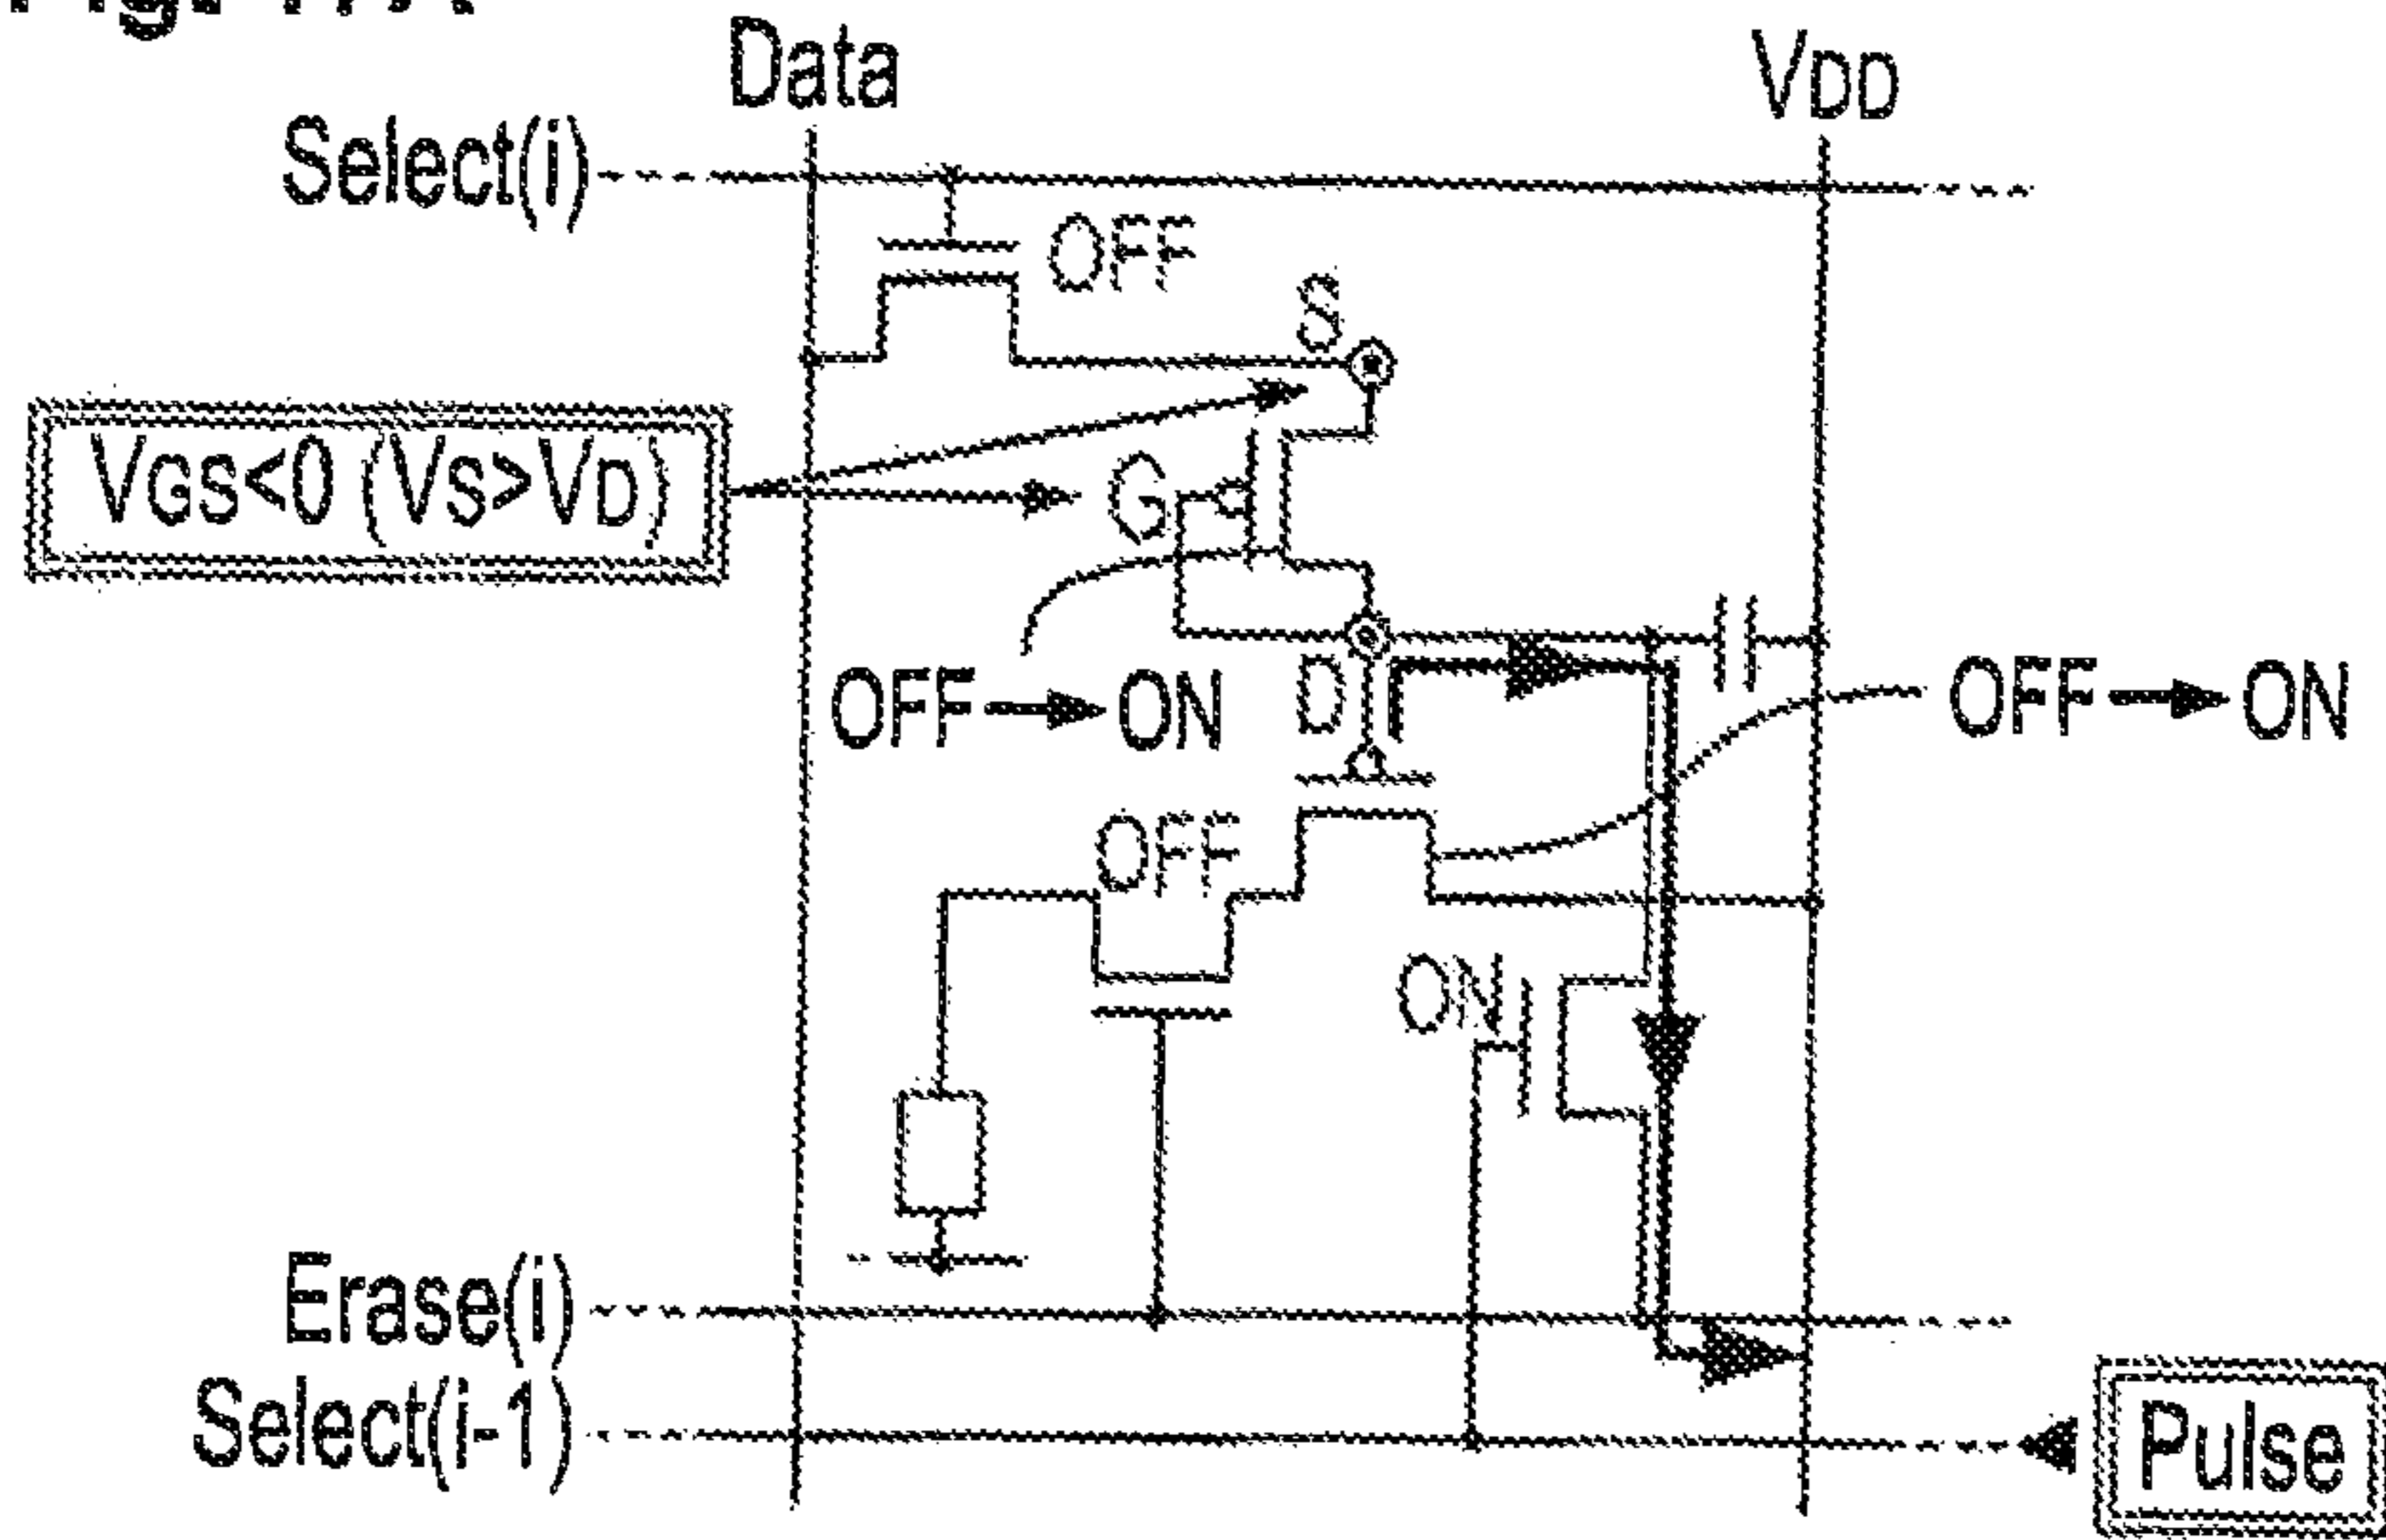 Data
VDD
Select(i)
OFF
S
VGS<0 (VS>VD)
G
OFF → ON
D
OFF → ON
OFF
ON
Erase(i)
Select(i-1)
Pulse